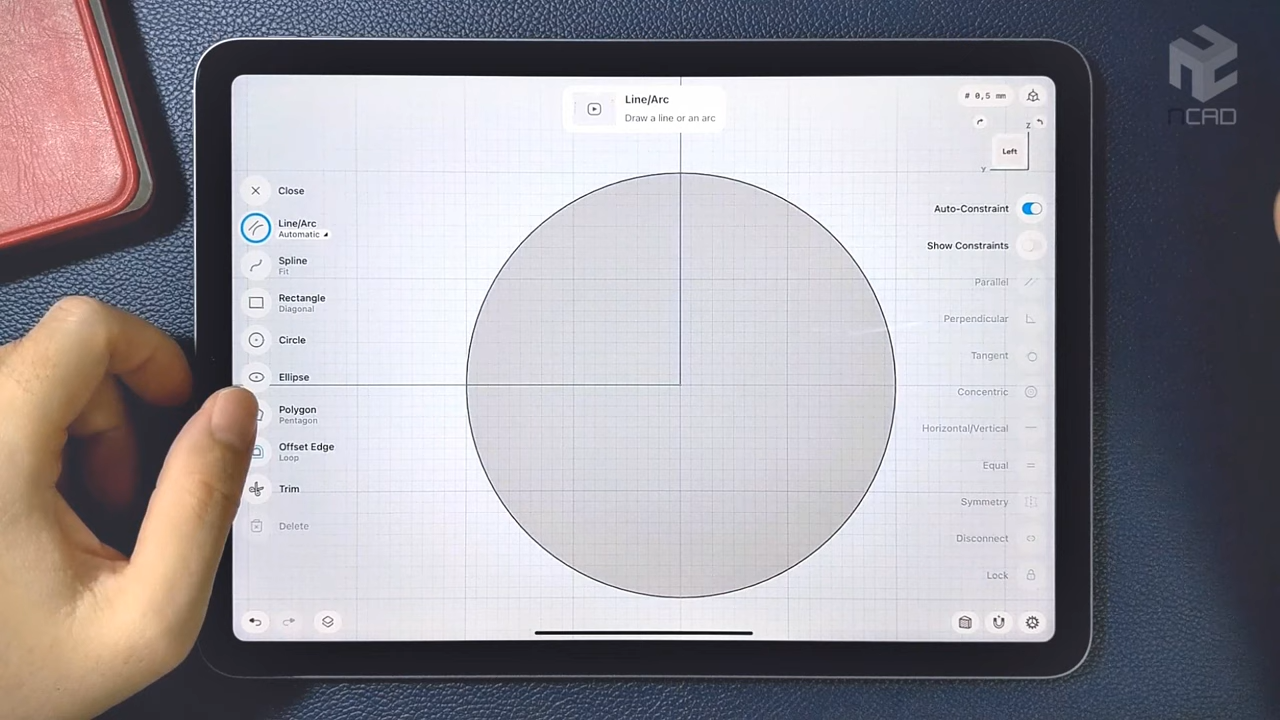 Line/Arc
Draw a line or an arc
# 0,5 mm
nCAD
z
Left
y
Close
Line/Arc
Automatic
Spline
Fit
Rectangle
Diagonal
Circle
Ellipse
Polygon
Pentagon
Offset Edge
Loop
Trim
Delete
Auto-Constraint
Show Constraints
Parallel
Perpendicular
Tangent
Concentric
Horizontal/Vertical
Equal
Symmetry
Disconnect
Lock